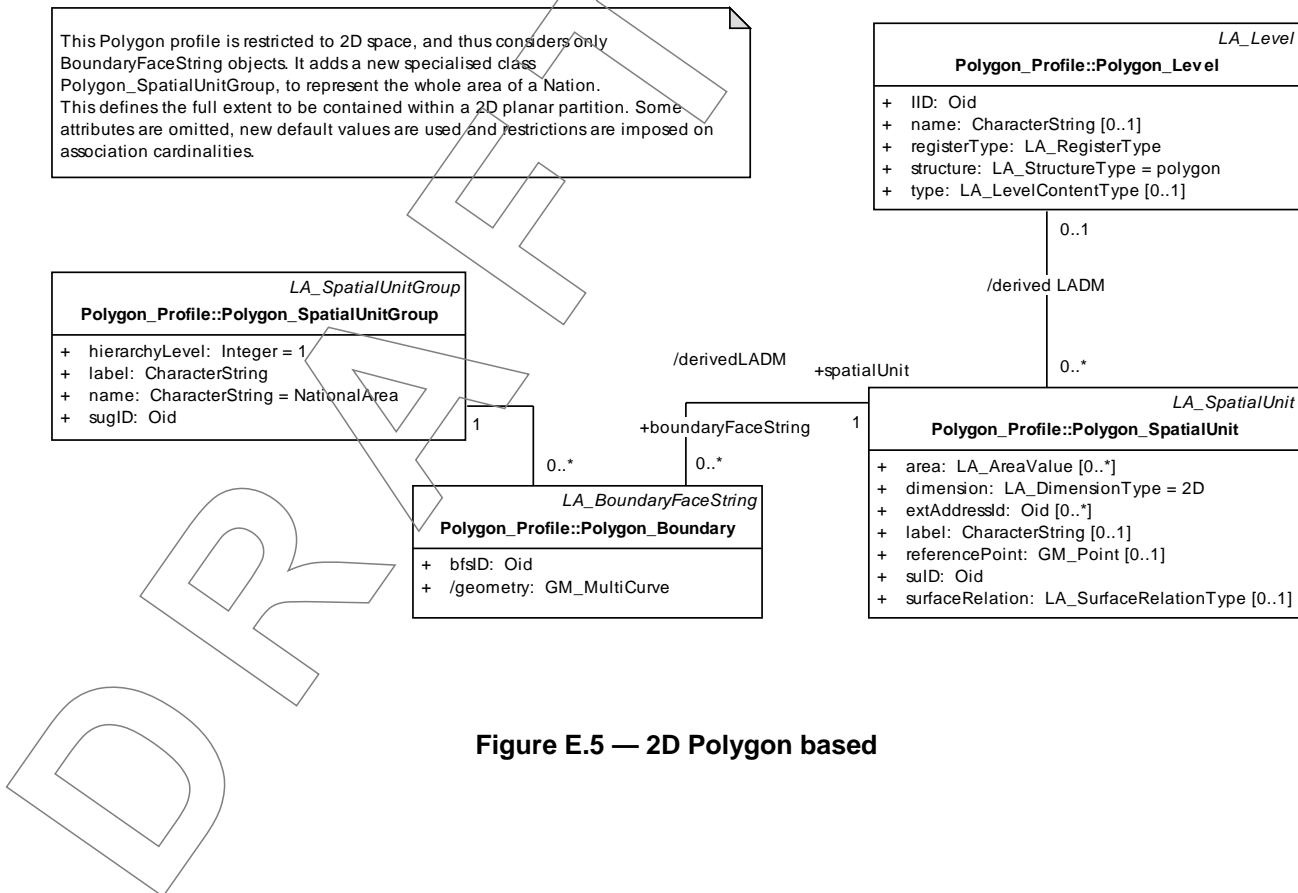 This Polygon profile is restricted to 2D space, and thus considers only
BoundaryFaceString objects. It adds a new specialised class
Polygon_SpatialUnitGroup, to represent the whole area of a Nation.
This defines the full extent to be contained within a 2D planar partition. Some
attributes are omitted, new default values are used and restrictions are imposed on
association cardinalities.
LA_Level
Polygon_Profile::Polygon_Level
+ lID: Oid
+ name: CharacterString [0..1]
+ registerType: LA_RegisterType
+ structure: LA_StructureType = polygon
+ type: LA_LevelContentType [0..1]
0..1
/derived LADM
0..*
LA_SpatialUnitGroup
Polygon_Profile::Polygon_SpatialUnitGroup
+ hierarchyLevel: Integer = 1
+ label: CharacterString
+ name: CharacterString = NationalArea
+ sugID: Oid
1
0..*
/derivedLADM
+spatialUnit
+boundaryFaceString
1
0..*
LA_BoundaryFaceString
Polygon_Profile::Polygon_Boundary
+ bfsID: Oid
+ /geometry: GM_MultiCurve
LA_SpatialUnit
Polygon_Profile::Polygon_SpatialUnit
+ area: LA_AreaValue [0..*]
+ dimension: LA_DimensionType = 2D
+ extAddressId: Oid [0..*]
+ label: CharacterString [0..1]
+ referencePoint: GM_Point [0..1]
+ suID: Oid
+ surfaceRelation: LA_SurfaceRelationType [0..1]
DRAFT
Figure E.5 — 2D Polygon based